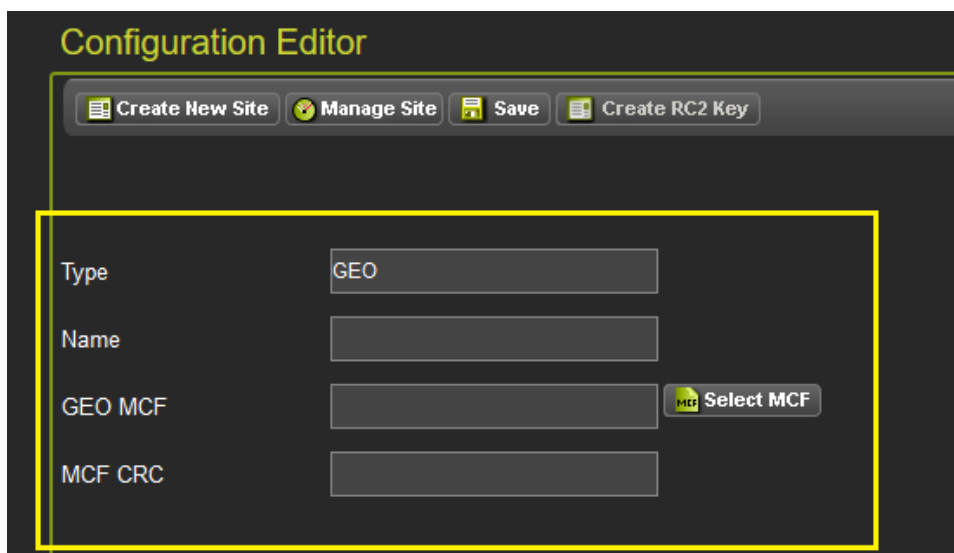 Configuration Editor
Create New Site Manage Site Save Create RC2 Key
Type GEO
Name
GEO MCF MCF Select MCF
MCF CRC